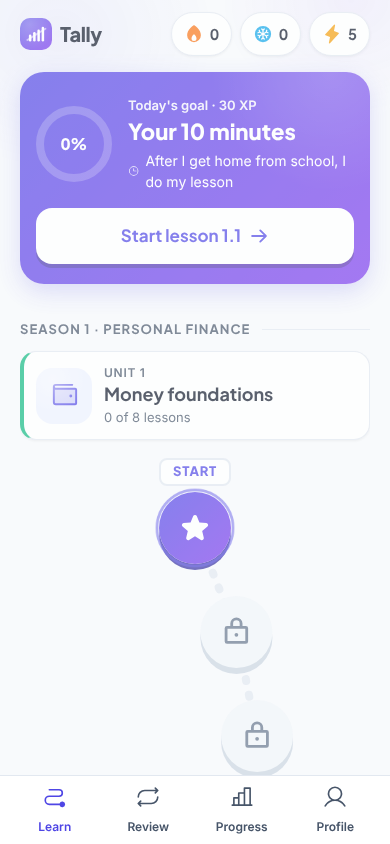 Tally
0
0
5
Today's goal · 30 XP
0%
Your 10 minutes
After I get home from school, I
do my lesson
Start lesson 1.1 →
SEASON 1 · PERSONAL FINANCE
UNIT 1
Money foundations
0 of 8 lessons
START
Learn
Review
Progress
Profile